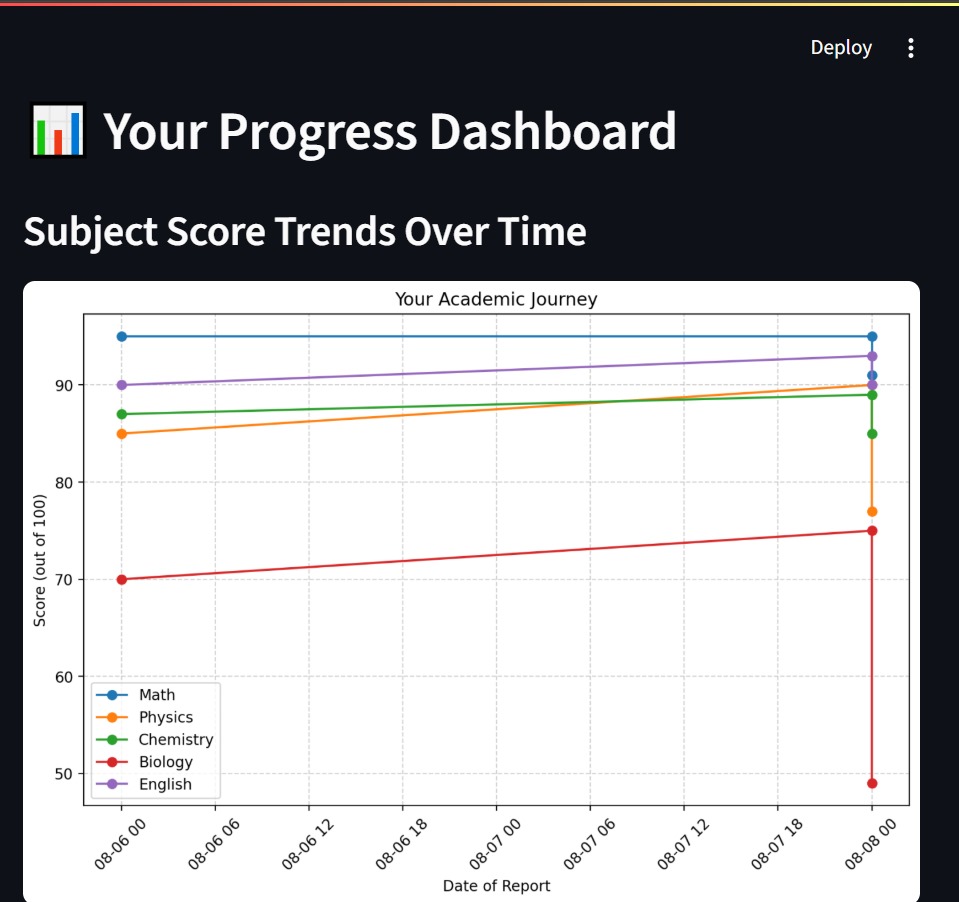 Deploy
Your Progress Dashboard
Subject Score Trends Over Time
Your Academic Journey
90
80
70
60
50
Score (out of 100)
Math
Physics
Chemistry
Biology
English
08-06 00
08-06 06
08-06 12
08-06 18
08-07 00
08-07 06
08-07 12
08-07 18
08-08 00
Date of Report